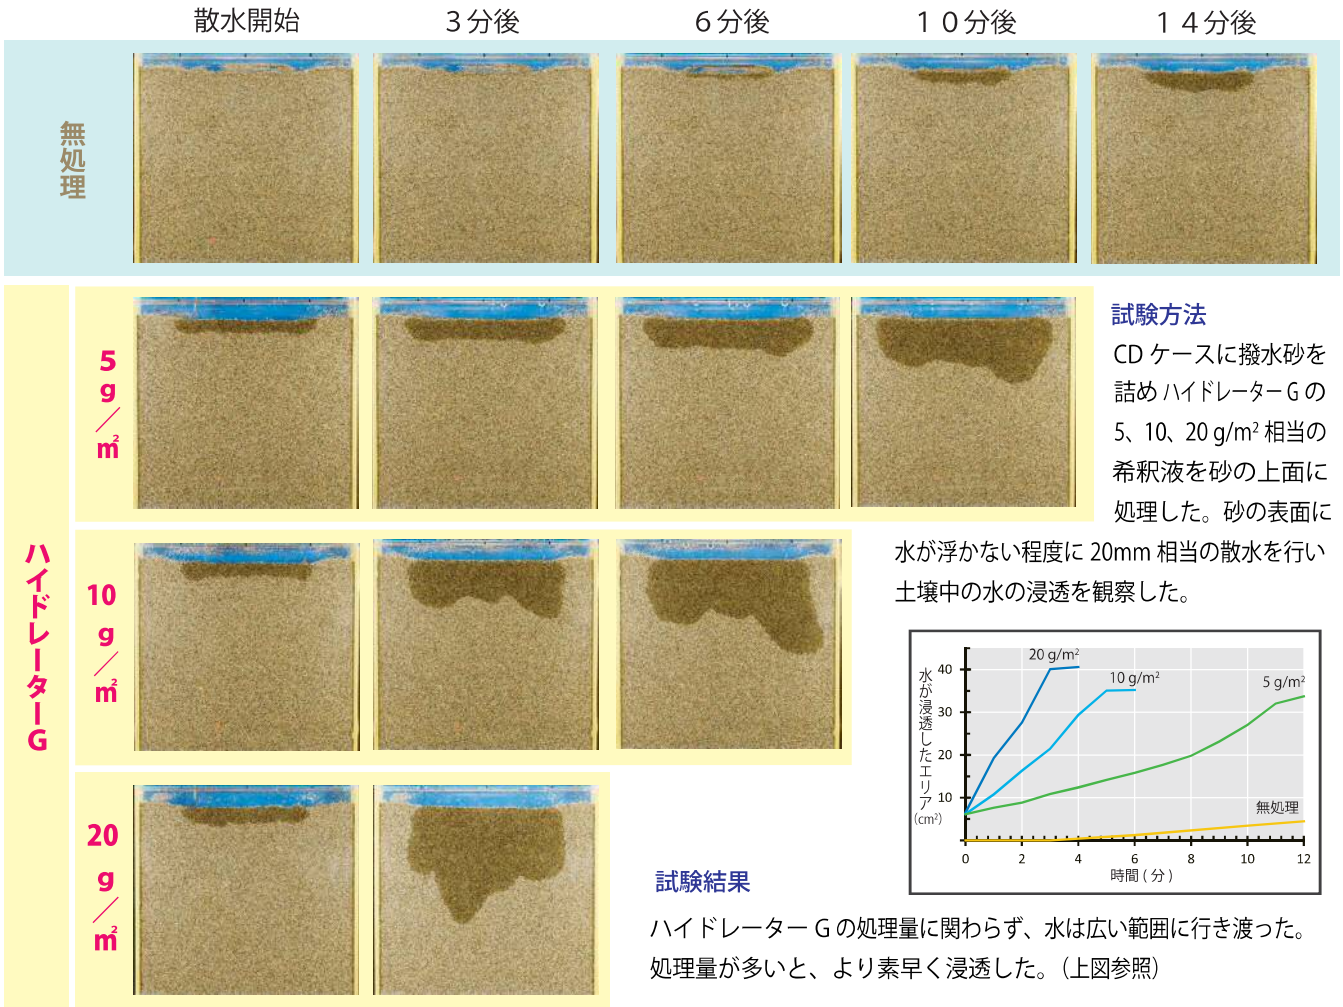 散水開始
３分後
６分後
１０分後
１４分後
無処理
5
g
／
㎡
10
g
／
㎡
20
g
／
㎡
ハイドレーターG
試験方法
CD ケースに撥水砂を
詰め ハイドレーター G の
5、10、20 g/m² 相当の
希釈液を砂の上面に
処理した。砂の表面に
水が浮かない程度に 20mm 相当の散水を行い
土壌中の水の浸透を観察した。
水が浸透したエリア
(cm²)
40
30
20
10
20 g/m²
10 g/m²
5 g/m²
無処理
0 2 4 6 8 10 12
時間 ( 分 )
試験結果
ハイドレーター G の処理量に関わらず、水は広い範囲に行き渡った。
処理量が多いと、より素早く浸透した。（上図参照）